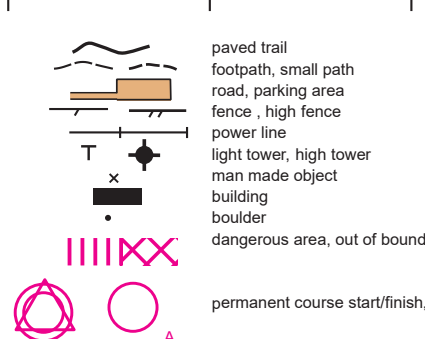 paved trail
footpath, small path
road, parking area
fence , high fence
power line
light tower, high tower
man made object
building
boulder
dangerous area, out of bound
permanent course start/finish,